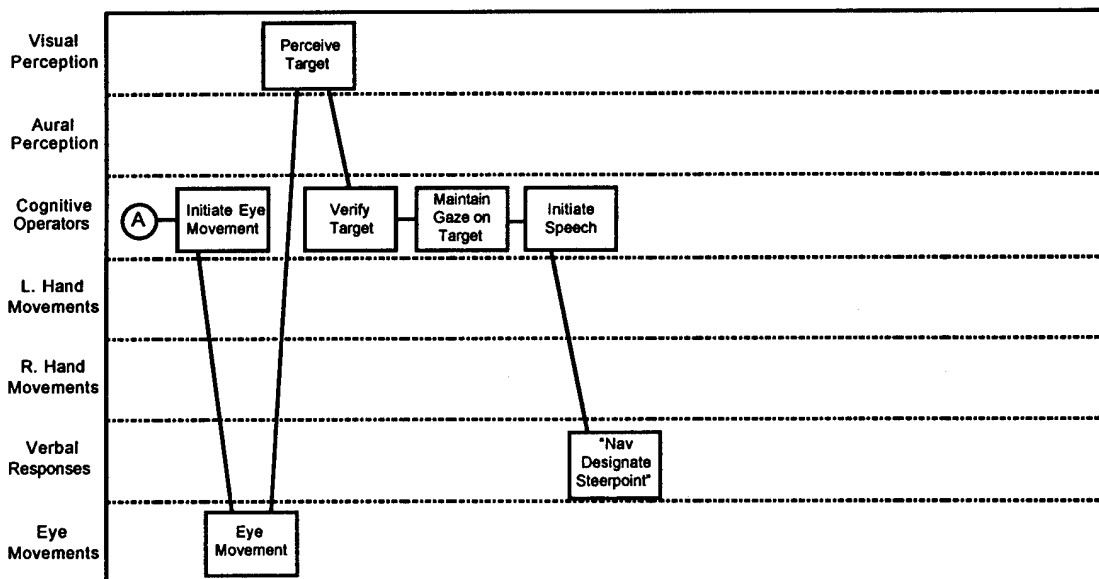 Visual
Perception
Perceive
Target
Aural
Perception
Cognitive
Operators
A
Initiate Eye
Movement
Verify
Target
Maintain
Gaze on
Target
Initiate
Speech
L. Hand
Movements
R. Hand
Movements
Verbal
Responses
"Nav
Designate
Steerpoint"
Eye
Movements
Eye
Movement